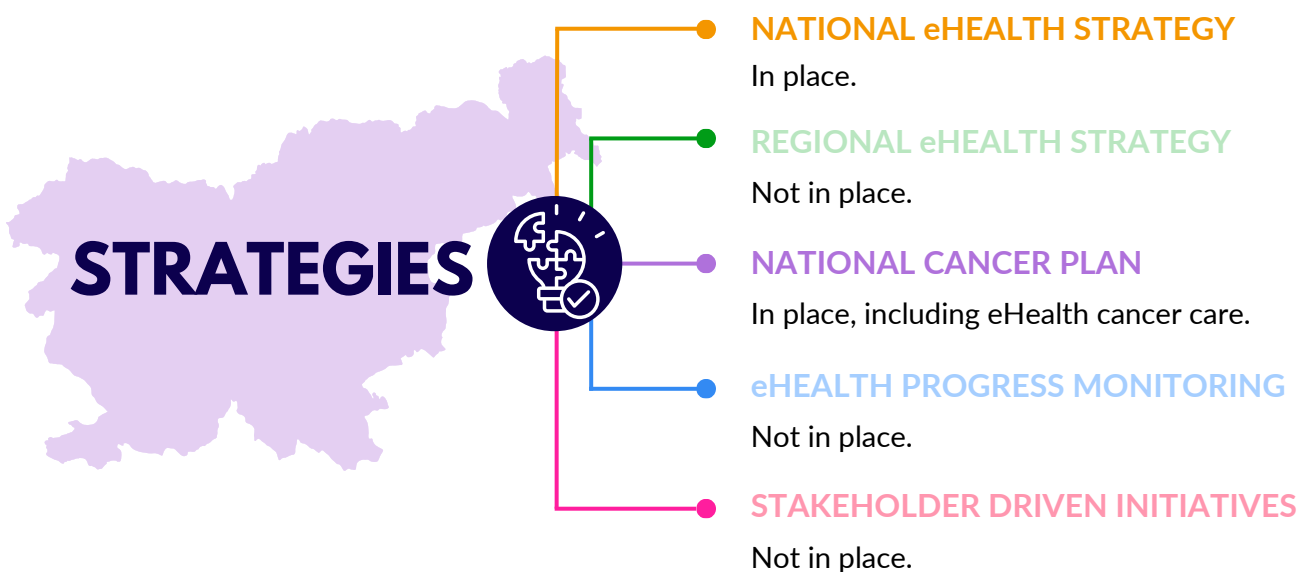 STRATEGIES
NATIONAL eHEALTH STRATEGY
In place.
REGIONAL eHEALTH STRATEGY
Not in place.
NATIONAL CANCER PLAN
In place, including eHealth cancer care.
eHEALTH PROGRESS MONITORING
Not in place.
STAKEHOLDER DRIVEN INITIATIVES
Not in place.